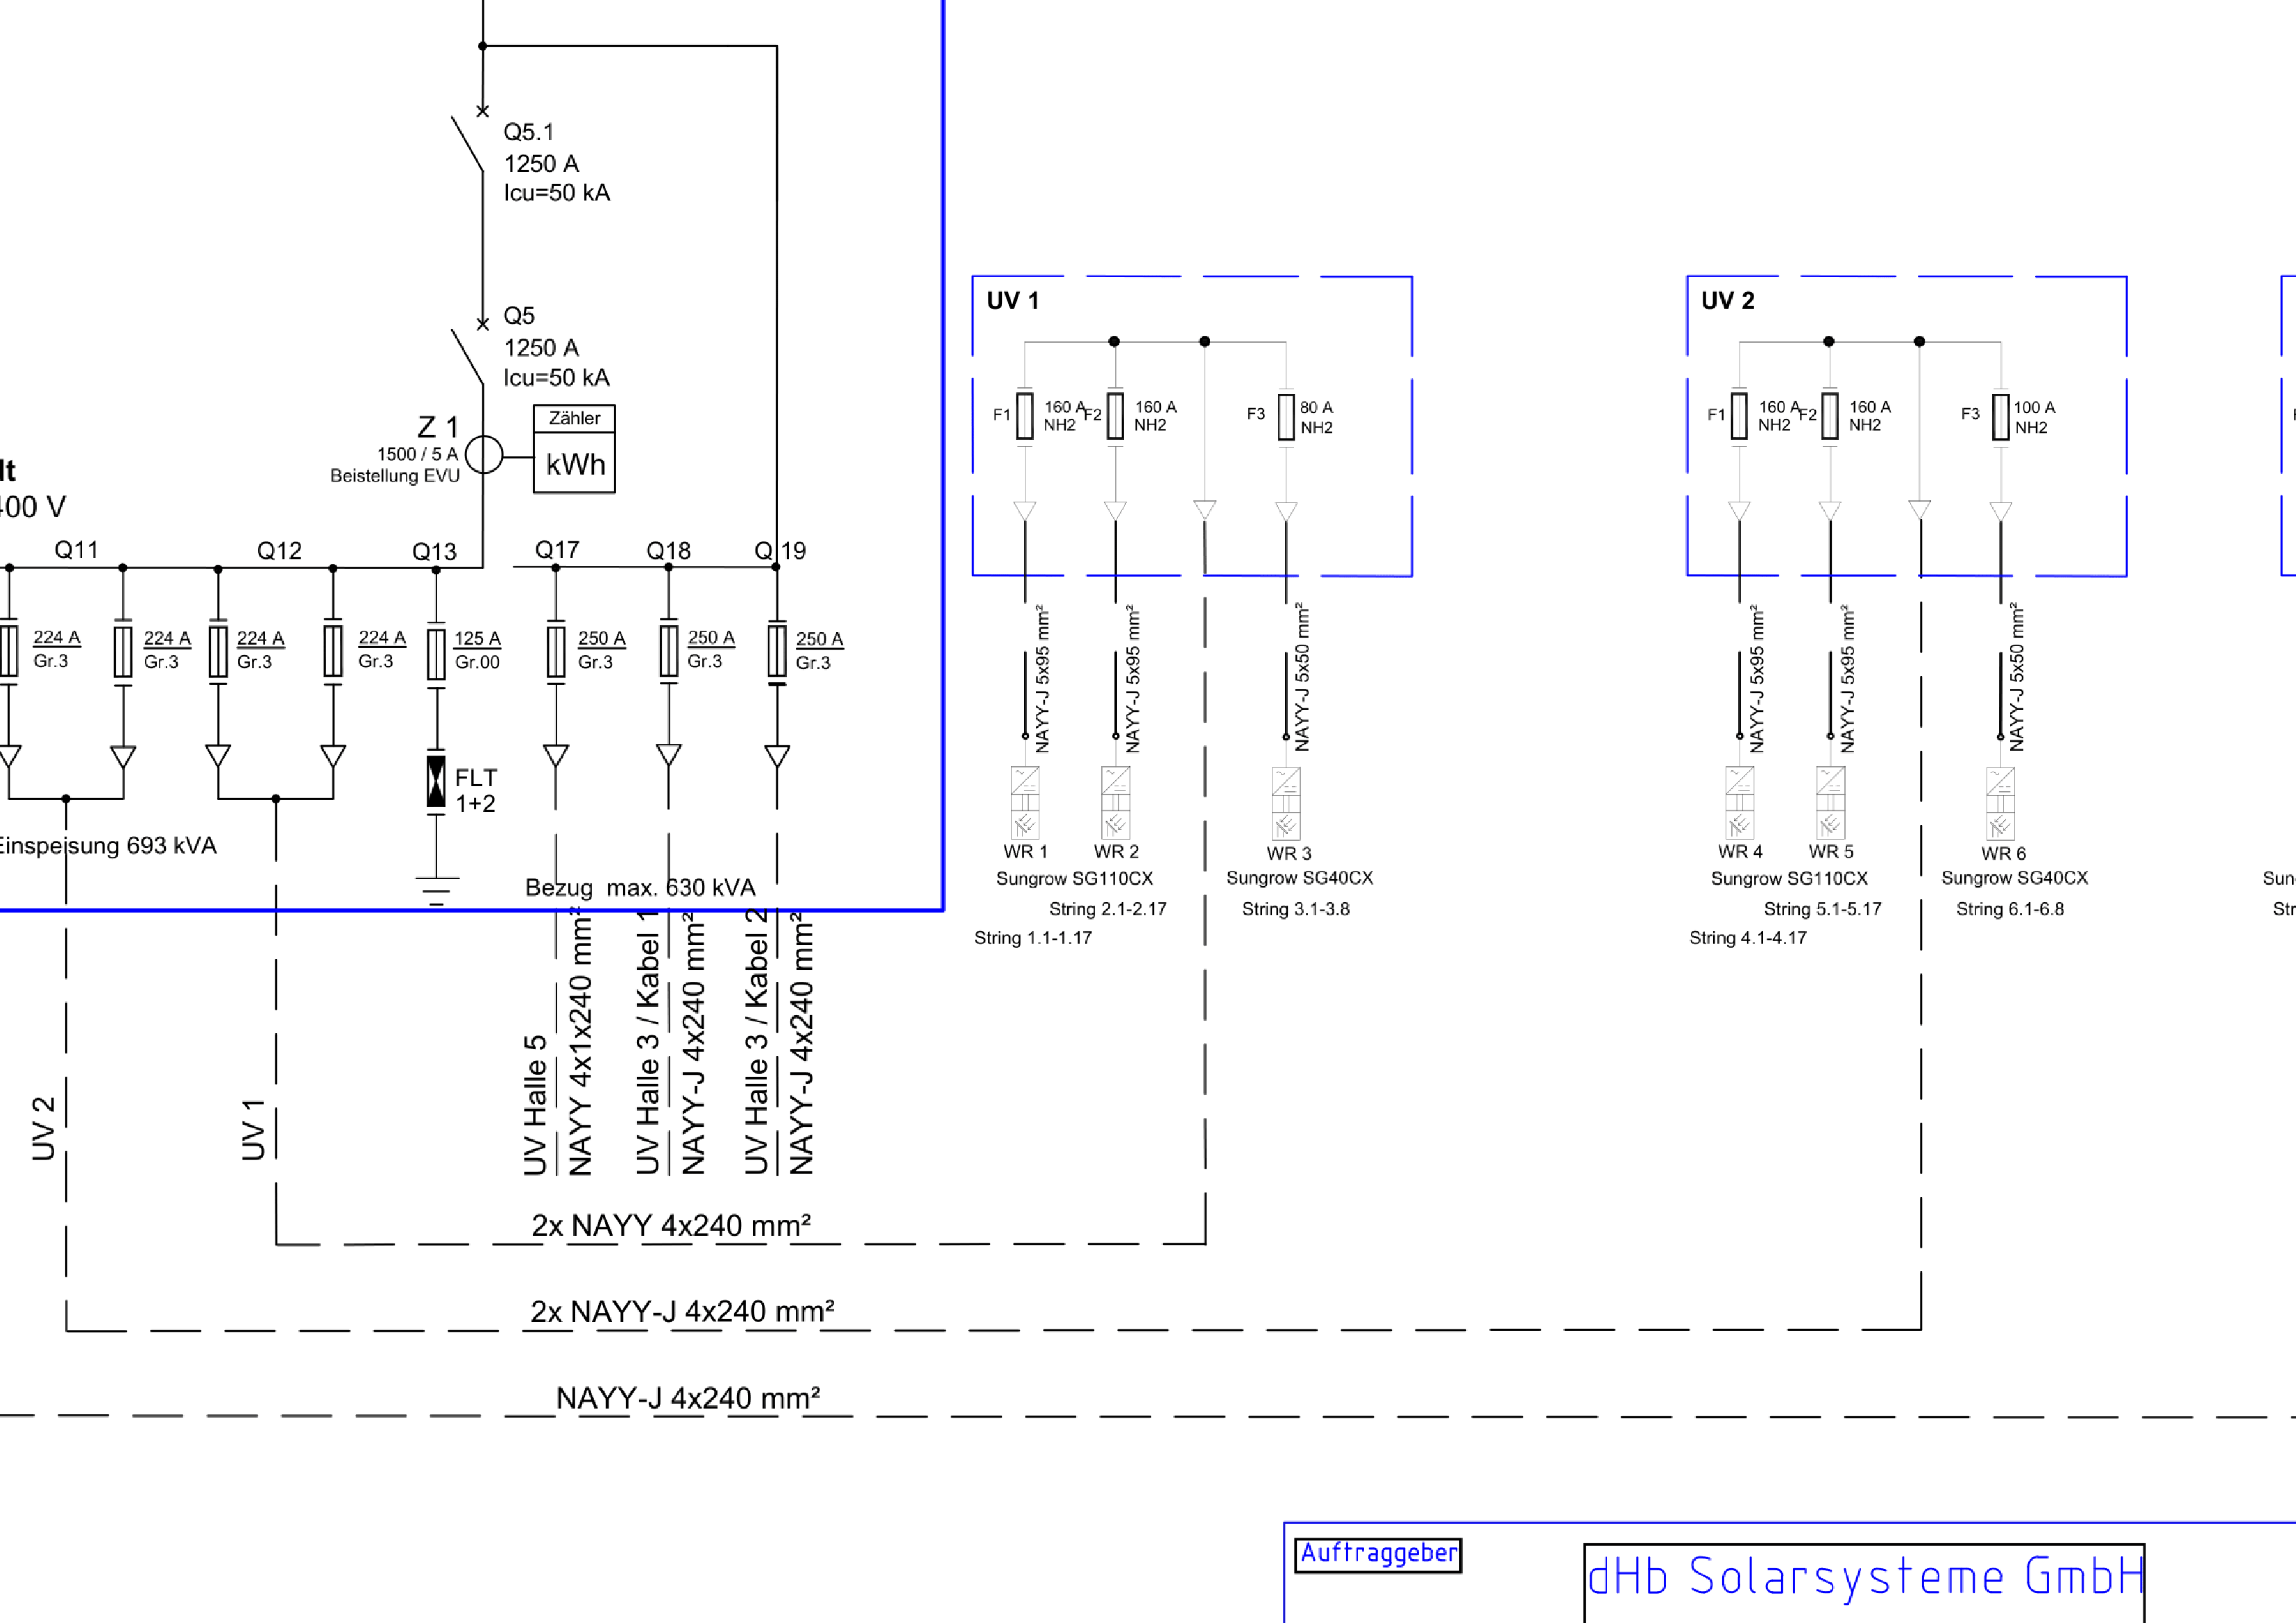 Q5.1
1250 A
Icu=50 kA
Q5
1250 A
Icu=50 kA
Z 1
1500 / 5 A
Beistellung EVU
Zähler
kWh
lt
400 V
Q11
Q12
Q13
Q17
Q18
Q 19
224 A
Gr.3
224 A
Gr.3
224 A
Gr.3
224 A
Gr.3
125 A
Gr.00
250 A
Gr.3
250 A
Gr.3
250 A
Gr.3
FLT
1+2
Einspeisung 693 kVA
Bezug max. 630 kVA
UV 2
UV 1
UV Halle 5
NAYY 4x1x240 mm²
UV Halle 3 / Kabel 1
NAYY-J 4x240 mm²
UV Halle 3 / Kabel 2
NAYY-J 4x240 mm²
2x NAYY 4x240 mm²
2x NAYY-J 4x240 mm²
NAYY-J 4x240 mm²
UV 1
F1
160 A
NH2
F2
160 A
NH2
F3
80 A
NH2
NAYY-J 5x95 mm²
NAYY-J 5x95 mm²
NAYY-J 5x50 mm²
WR 1
WR 2
WR 3
Sungrow SG110CX
Sungrow SG40CX
String 2.1-2.17
String 3.1-3.8
String 1.1-1.17
UV 2
F1
160 A
NH2
F2
160 A
NH2
F3
100 A
NH2
NAYY-J 5x95 mm²
NAYY-J 5x95 mm²
NAYY-J 5x50 mm²
WR 4
WR 5
WR 6
Sungrow SG110CX
Sungrow SG40CX
String 5.1-5.17
String 6.1-6.8
String 4.1-4.17
Sun
Str
Auftraggeber
dHb Solarsysteme GmbH